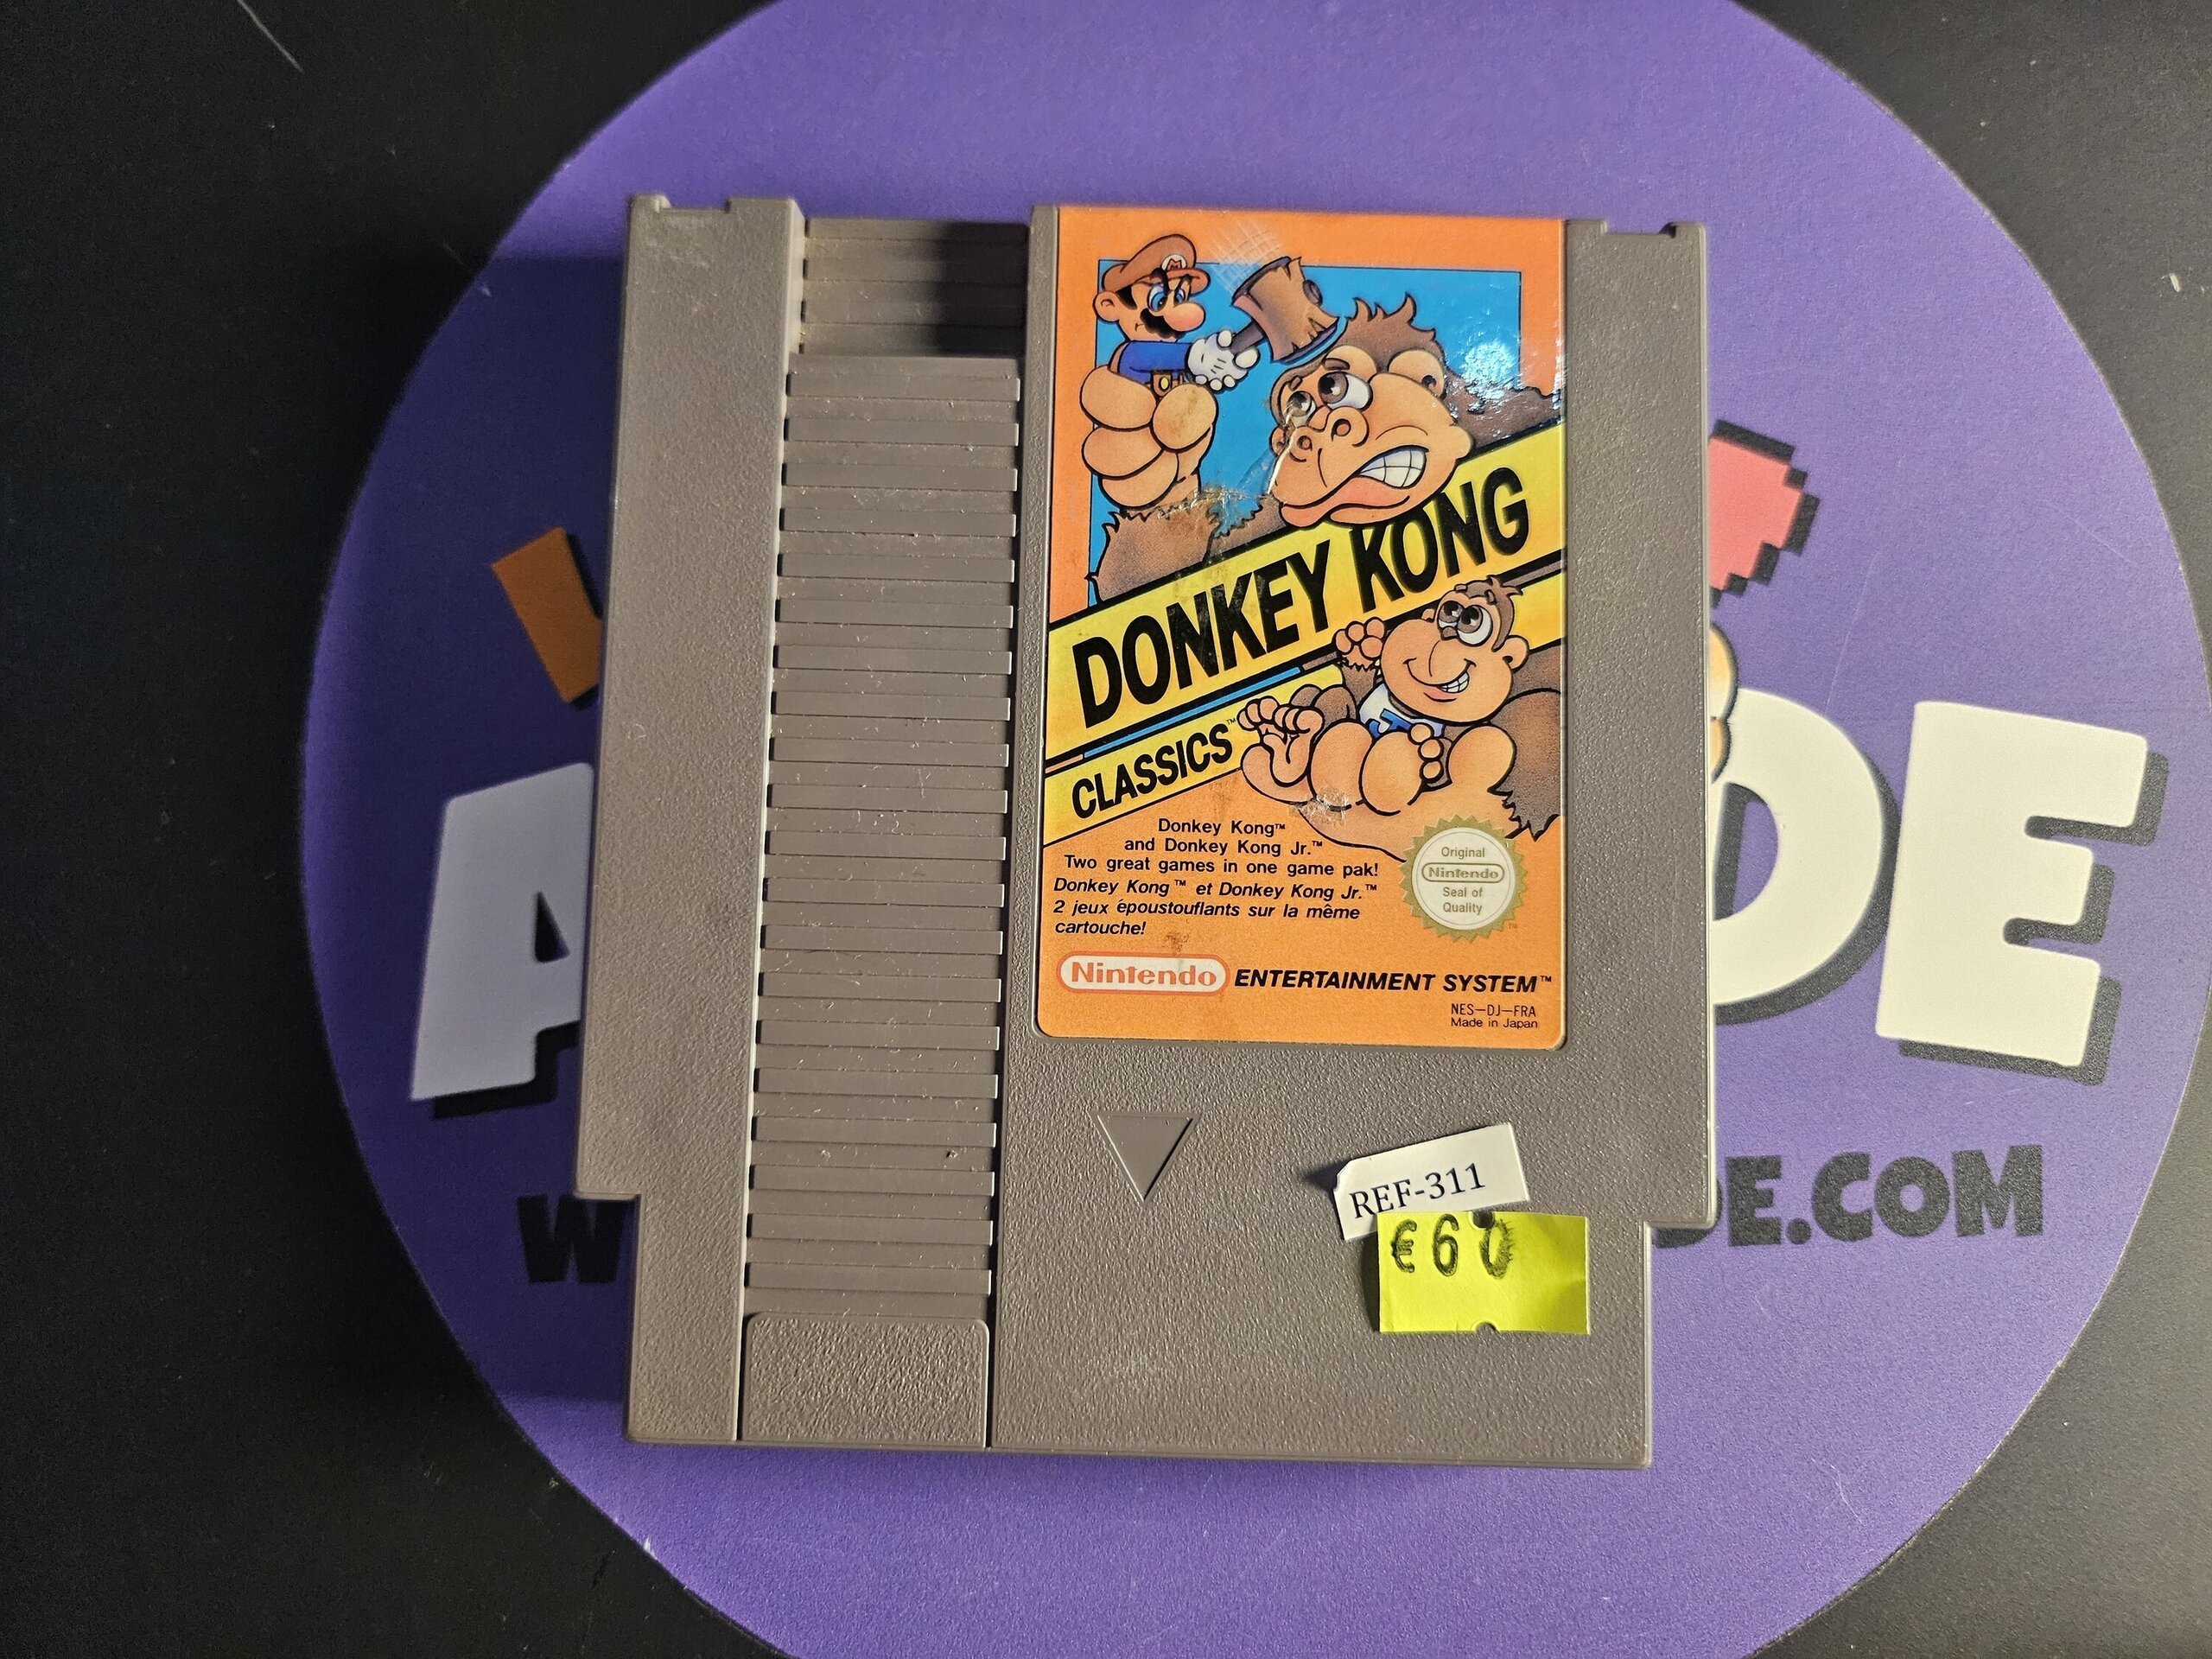 DONKEY KONG
CLASSICS™
Donkey Kong™
and Donkey Kong Jr.™
Two great games in one game pak!
Donkey Kong™ et Donkey Kong Jr.™
2 jeux époustouflants sur la même
cartouche!
Original
Nintendo
Seal of
Quality
™
Nintendo ENTERTAINMENT SYSTEM™
NES-DJ-FRA
Made in Japan
REF-311
€60
M
J